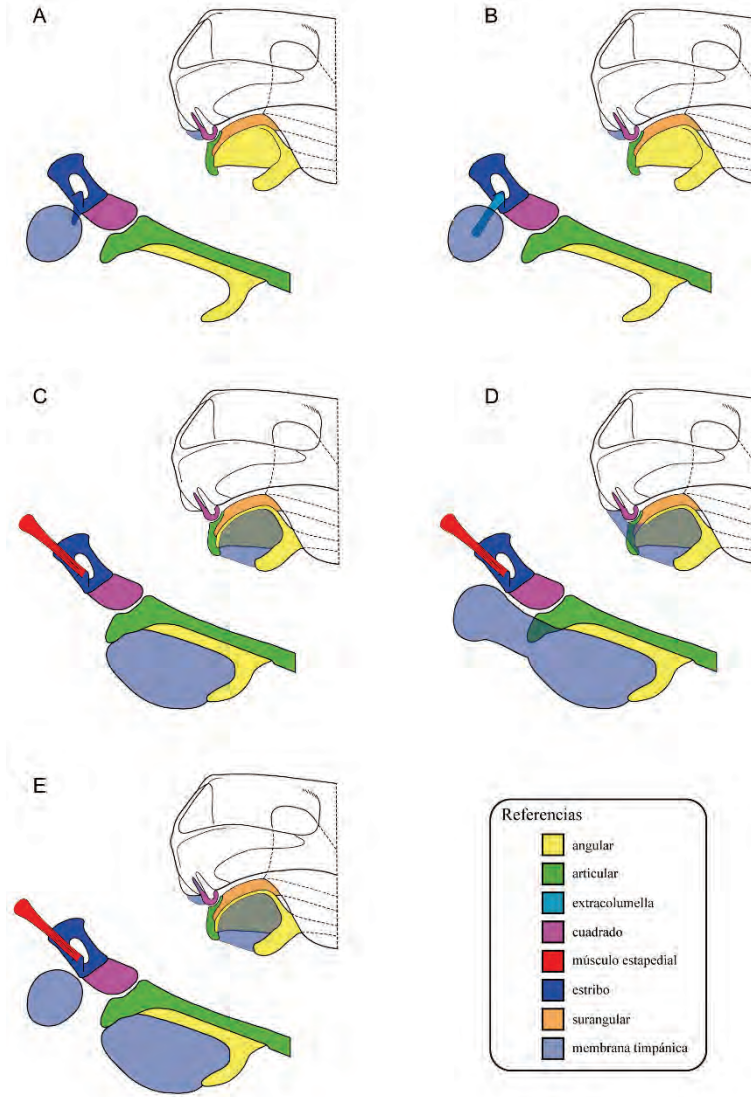 A
B
C
D
E
Referencias
angular
articular
extracolumella
cuadrado
músculo estapedial
estribo
surangular
membrana timpánica